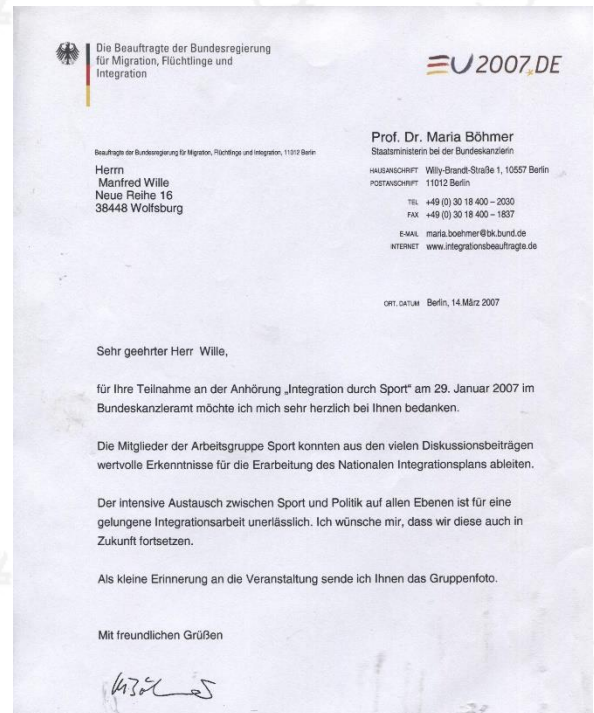 Die Beauftragte der Bundesregierung
für Migration, Flüchtlinge und
Integration
EU2007.DE
Beauftragte der Bundesregierung für Migration, Flüchtlinge und Integration, 11012 Berlin
Herrn
Manfred Wille
Neue Reihe 16
38448 Wolfsburg
Prof. Dr. Maria Böhmer
Staatsministerin bei der Bundeskanzlerin
HAUSANSCHRIFT Willy-Brandt-Straße 1, 10557 Berlin
POSTANSCHRIFT 11012 Berlin
TEL +49 (0) 30 18 400 – 2030
FAX +49 (0) 30 18 400 – 1837
E-MAIL maria.boehmer@bk.bund.de
INTERNET www.integrationsbeauftragte.de
ORT, DATUM Berlin, 14.März 2007
Sehr geehrter Herr Wille,
für Ihre Teilnahme an der Anhörung „Integration durch Sport“ am 29. Januar 2007 im
Bundeskanzleramt möchte ich mich sehr herzlich bei Ihnen bedanken.
Die Mitglieder der Arbeitsgruppe Sport konnten aus den vielen Diskussionsbeiträgen
wertvolle Erkenntnisse für die Erarbeitung des Nationalen Integrationsplans ableiten.
Der intensive Austausch zwischen Sport und Politik auf allen Ebenen ist für eine
gelungene Integrationsarbeit unerlässlich. Ich wünsche mir, dass wir diese auch in
Zukunft fortsetzen.
Als kleine Erinnerung an die Veranstaltung sende ich Ihnen das Gruppenfoto.
Mit freundlichen Grüßen